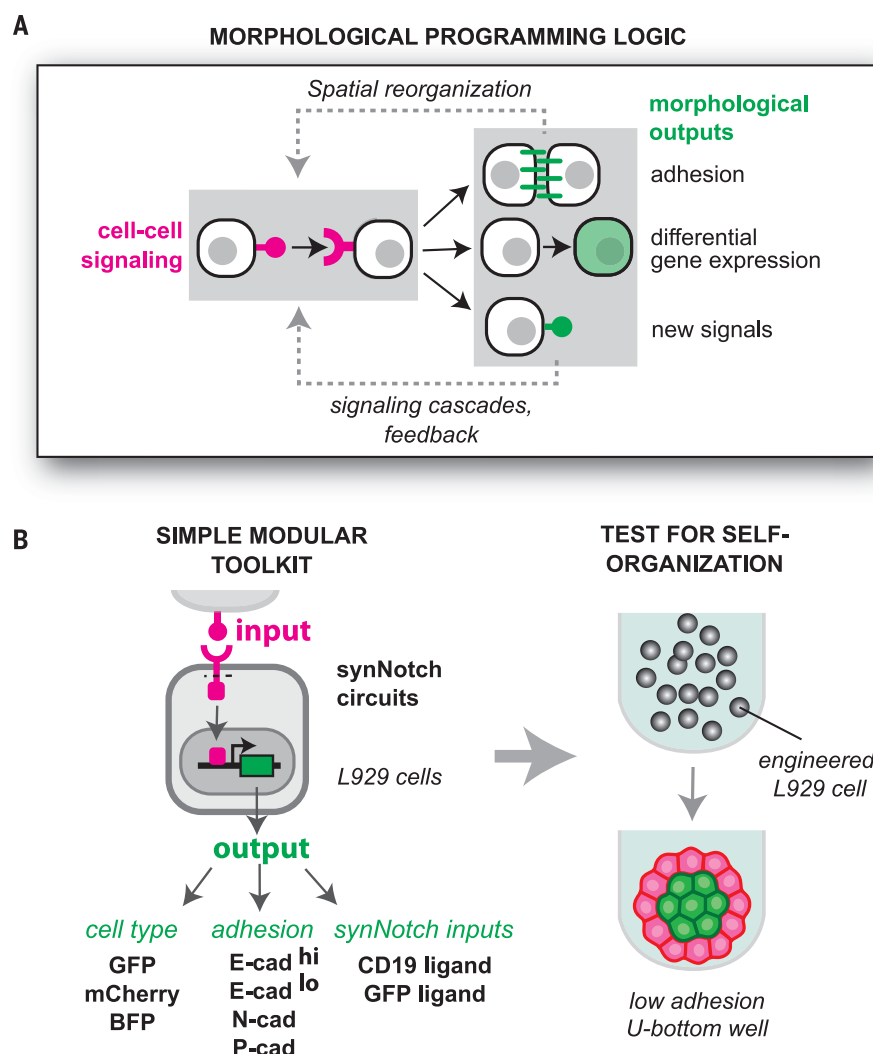 A
MORPHOLOGICAL PROGRAMMING LOGIC
Spatial reorganization
morphological
outputs
cell-cell
signaling
adhesion
differential
gene expression
new signals
signaling cascades,
feedback
B
SIMPLE MODULAR
TOOLKIT
input
synNotch
circuits
L929 cells
output
cell type
GFP
mCherry
BFP
adhesion
E-cad hi
E-cad lo
N-cad
P-cad
synNotch inputs
CD19 ligand
GFP ligand
TEST FOR SELF-
ORGANIZATION
engineered
L929 cell
low adhesion
U-bottom well